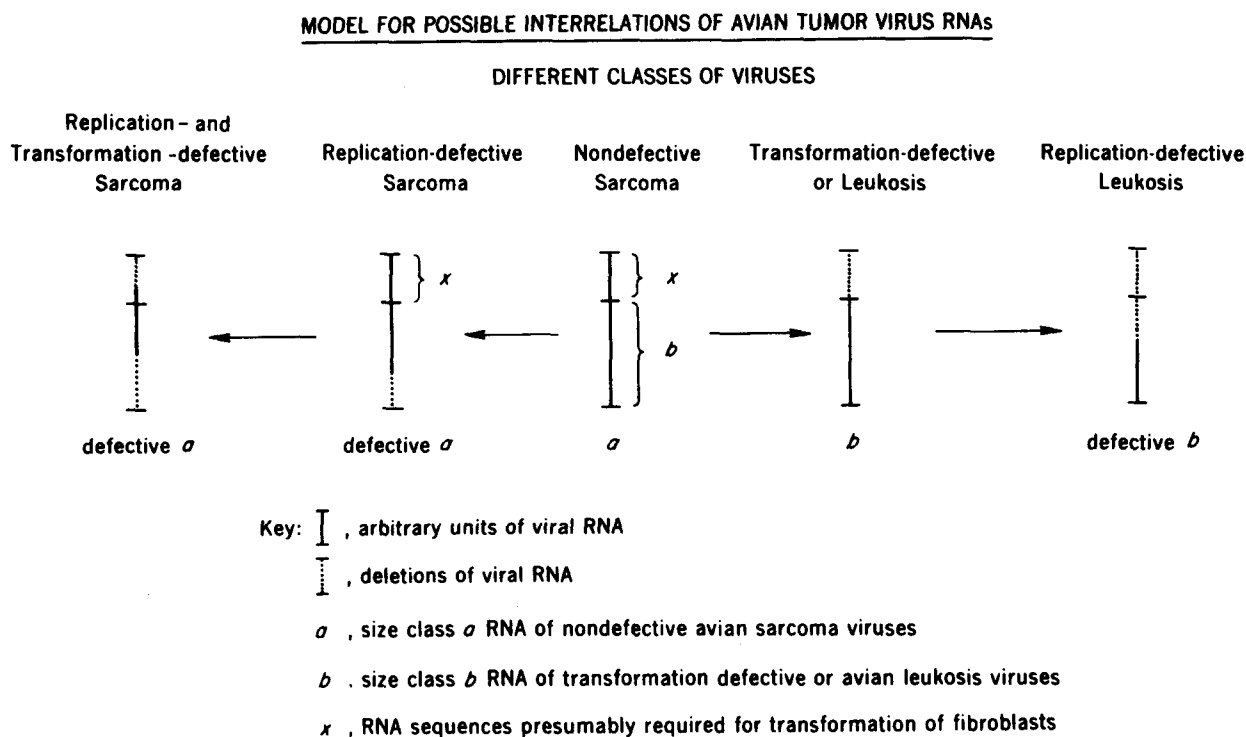 MODEL FOR POSSIBLE INTERRELATIONS OF AVIAN TUMOR VIRUS RNAs
DIFFERENT CLASSES OF VIRUSES
Replication- and
Transformation-defective
Sarcoma
Replication-defective
Sarcoma
Nondefective
Sarcoma
Transformation-defective
or Leukosis
Replication-defective
Leukosis
x
x
b
defective a
defective a
a
b
defective b
Key: , arbitrary units of viral RNA
, deletions of viral RNA
a , size class a RNA of nondefective avian sarcoma viruses
b . size class b RNA of transformation defective or avian leukosis viruses
x , RNA sequences presumably required for transformation of fibroblasts